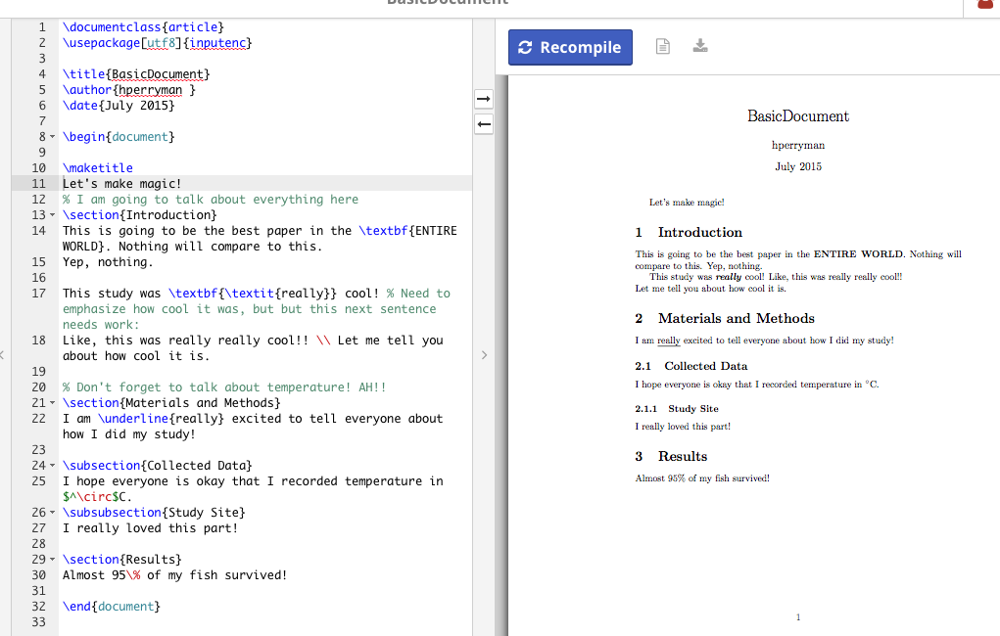 BasicDocument
1 \documentclass{article}
2 \usepackage[utf8]{inputenc}
3
4 \title{BasicDocument}
5 \author{hperryman }
6 \date{July 2015}
7
8 \begin{document}
9
10 \maketitle
11 Let's make magic!
12 % I am going to talk about everything here
13 \section{Introduction}
14 This is going to be the best paper in the \textbf{ENTIRE
WORLD}. Nothing will compare to this.
15 Yep, nothing.
16
17 This study was \textbf{\textit{really}} cool! % Need to
emphasize how cool it was, but but this next sentence
needs work:
18 Like, this was really really cool!! \\ Let me tell you
about how cool it is.
19
20 % Don't forget to talk about temperature! AH!!
21 \section{Materials and Methods}
22 I am \underline{really} excited to tell everyone about
how I did my study!
23
24 \subsection{Collected Data}
25 I hope everyone is okay that I recorded temperature in
$^\circ$C.
26 \subsubsection{Study Site}
27 I really loved this part!
28
29 \section{Results}
30 Almost 95\% of my fish survived!
31
32 \end{document}
33
Recompile
BasicDocument
hperryman
July 2015
Let's make magic!
1 Introduction
This is going to be the best paper in the ENTIRE WORLD. Nothing will
compare to this. Yep, nothing.
This study was really cool! Like, this was really really cool!!
Let me tell you about how cool it is.
2 Materials and Methods
I am really excited to tell everyone about how I did my study!
2.1 Collected Data
I hope everyone is okay that I recorded temperature in °C.
2.1.1 Study Site
I really loved this part!
3 Results
Almost 95% of my fish survived!
1